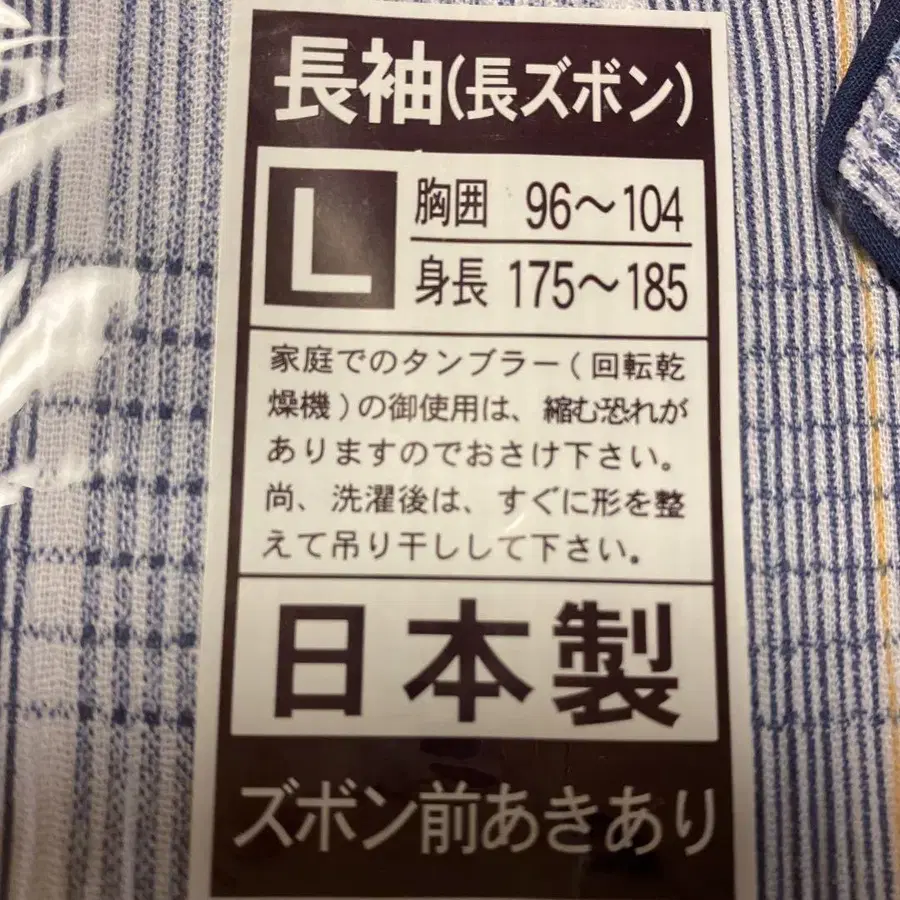 長袖(長ズボン)
L
胸囲 96～104
身長 175～185
家庭でのタンブラー(回転乾
燥機)の御使用は、縮む恐れが
ありますのでおさけ下さい。
尚、洗濯後は、すぐに形を整
えて吊り干しして下さい。
日本製
ズボン前あきあり